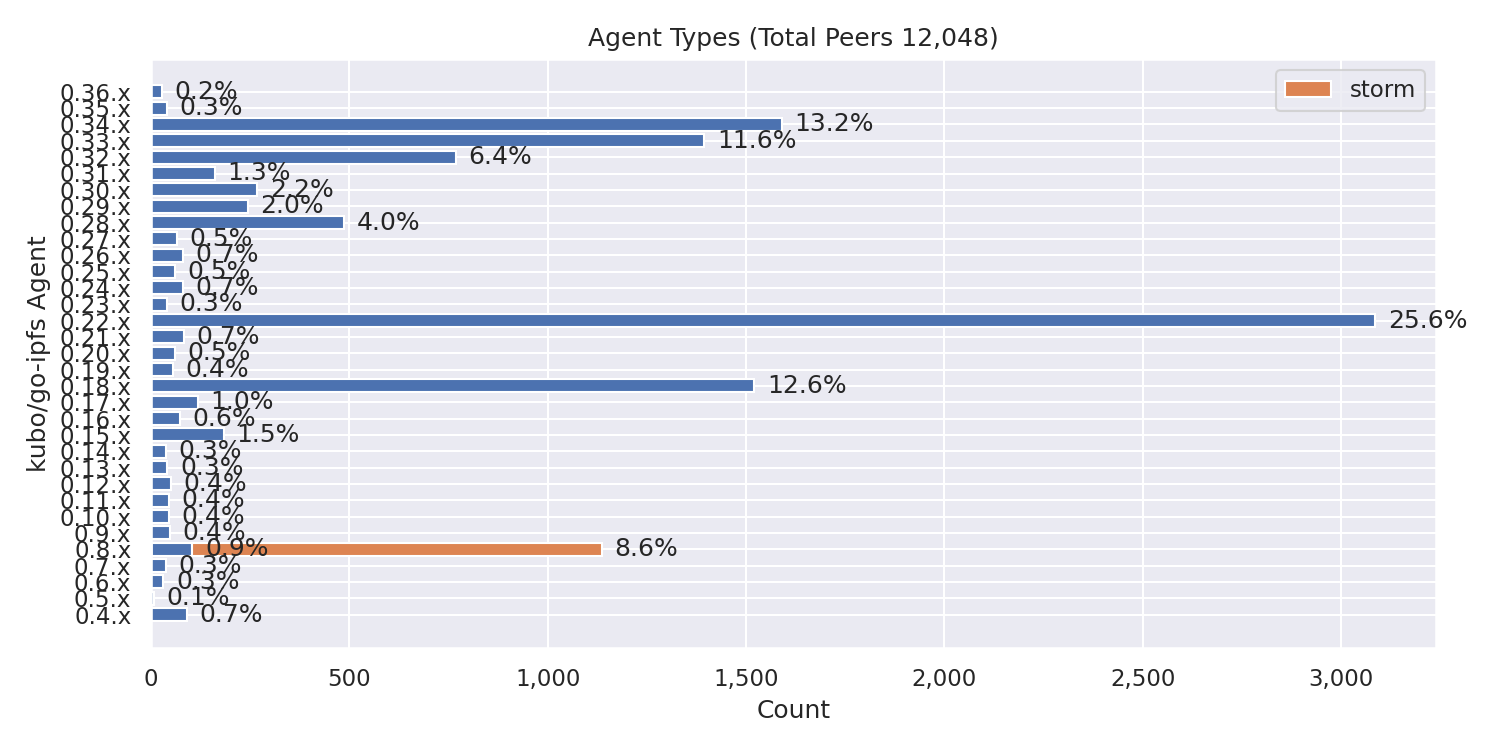 Agent Types (Total Peers 12,048)
storm
kubo/go-ipfs Agent
0.36.x 0.2%
0.35.x 0.3%
0.34.x 13.2%
0.33.x 11.6%
0.32.x 6.4%
0.31.x 1.3%
0.30.x 2.2%
0.29.x 2.0%
0.28.x 4.0%
0.27.x 0.5%
0.26.x 0.7%
0.25.x 0.5%
0.24.x 0.7%
0.23.x 0.3%
0.22.x 25.6%
0.21.x 0.7%
0.20.x 0.5%
0.19.x 0.4%
0.18.x 12.6%
0.17.x 1.0%
0.16.x 0.6%
0.15.x 1.5%
0.14.x 0.3%
0.13.x 0.3%
0.12.x 0.4%
0.11.x 0.4%
0.10.x 0.4%
0.9.x 0.4%
0.8.x 0.9% 8.6%
0.7.x 0.3%
0.6.x 0.3%
0.5.x 0.1%
0.4.x 0.7%
0 500 1,000 1,500 2,000 2,500 3,000
Count